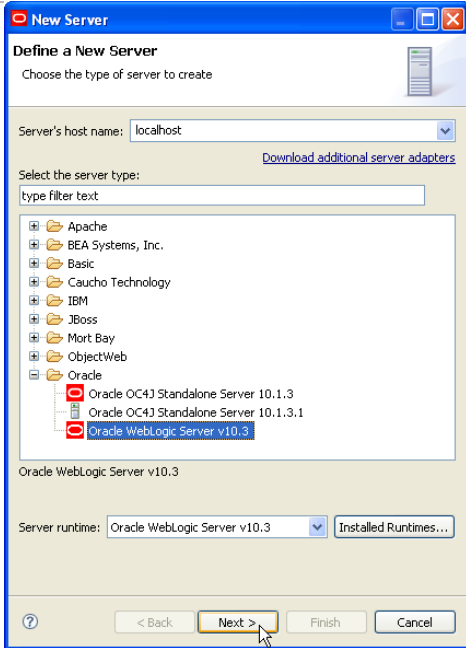 New Server
Define a New Server
Choose the type of server to create
Server's host name: localhost
Download additional server adapters
Select the server type:
type filter text
Apache
BEA Systems, Inc.
Basic
Caucho Technology
IBM
JBoss
Mort Bay
ObjectWeb
Oracle
Oracle OC4J Standalone Server 10.1.3
Oracle OC4J Standalone Server 10.1.3.1
Oracle WebLogic Server v10.3
Oracle WebLogic Server v10.3
Server runtime: Oracle WebLogic Server v10.3 Installed Runtimes...
? < Back Next > Finish Cancel